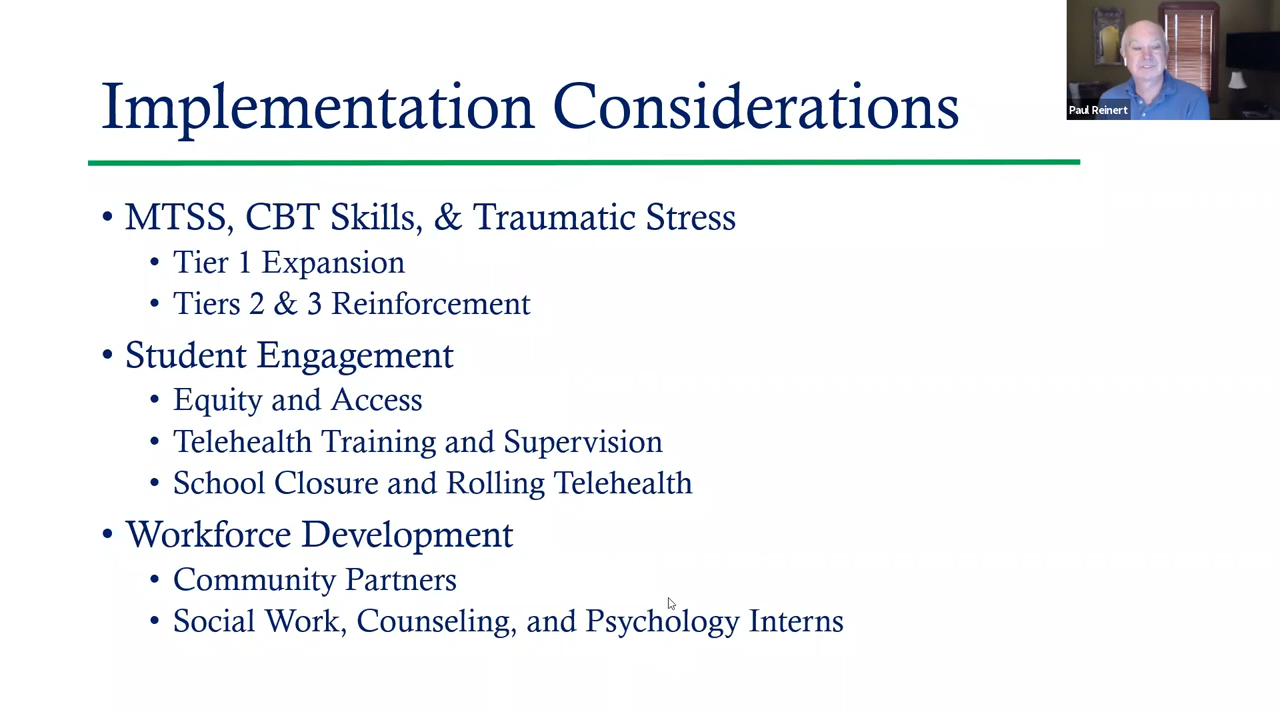 Implementation Considerations
Paul Reinert
• MTSS, CBT Skills, & Traumatic Stress
• Tier 1 Expansion
• Tiers 2 & 3 Reinforcement
• Student Engagement
• Equity and Access
• Telehealth Training and Supervision
• School Closure and Rolling Telehealth
• Workforce Development
• Community Partners
• Social Work, Counseling, and Psychology Interns